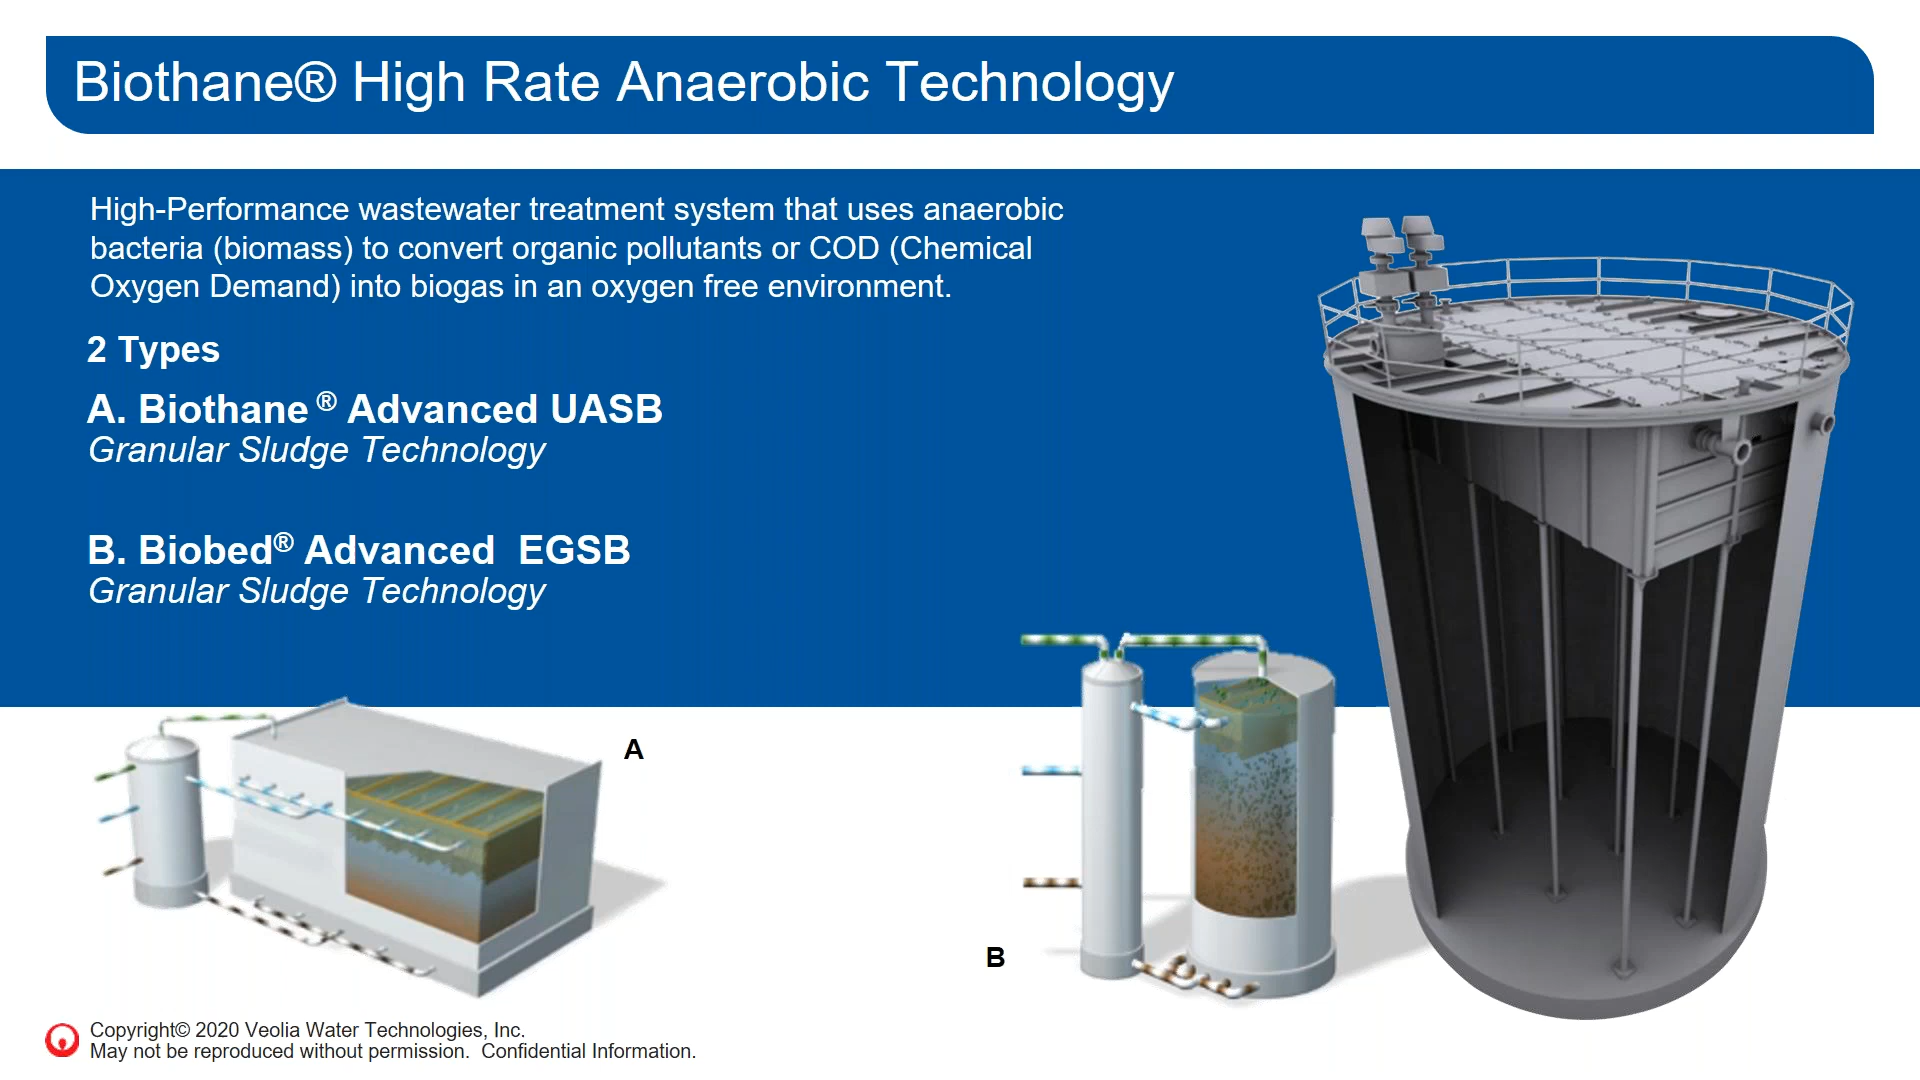 Biothane® High Rate Anaerobic Technology
High-Performance wastewater treatment system that uses anaerobic
bacteria (biomass) to convert organic pollutants or COD (Chemical
Oxygen Demand) into biogas in an oxygen free environment.
2 Types
A. Biothane ® Advanced UASB
Granular Sludge Technology
B. Biobed® Advanced  EGSB
Granular Sludge Technology
A
B
Copyright© 2020 Veolia Water Technologies, Inc.
May not be reproduced without permission.  Confidential Information.